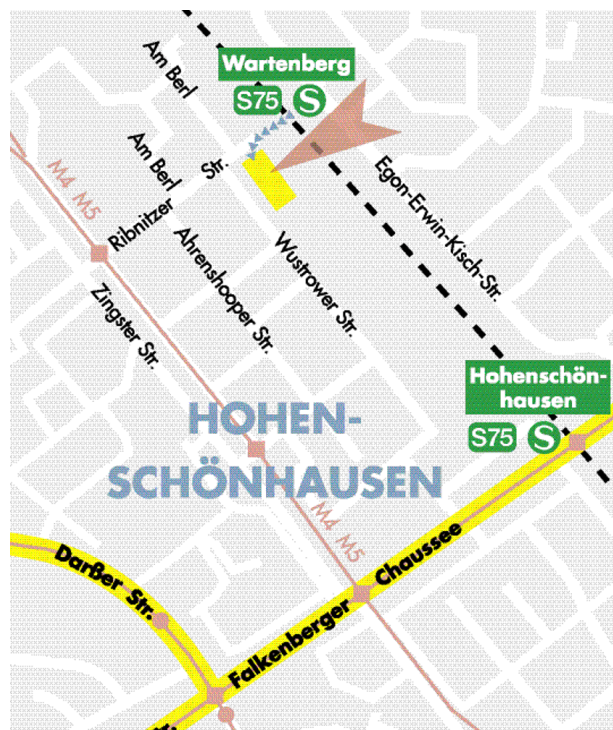 Am Berl
Wartenberg
S75 S
Am Berl
Ribnitzer Str.
M4 M5
Egon-Erwin-Kisch-Str.
Ahrenshooper Str.
Wustrower Str.
Zingster Str.
Hohenschön-
hausen
S75 S
HOHEN-
SCHÖNHAUSEN
M4 M5
Darßer Str.
Falkenberger Chaussee
tr.